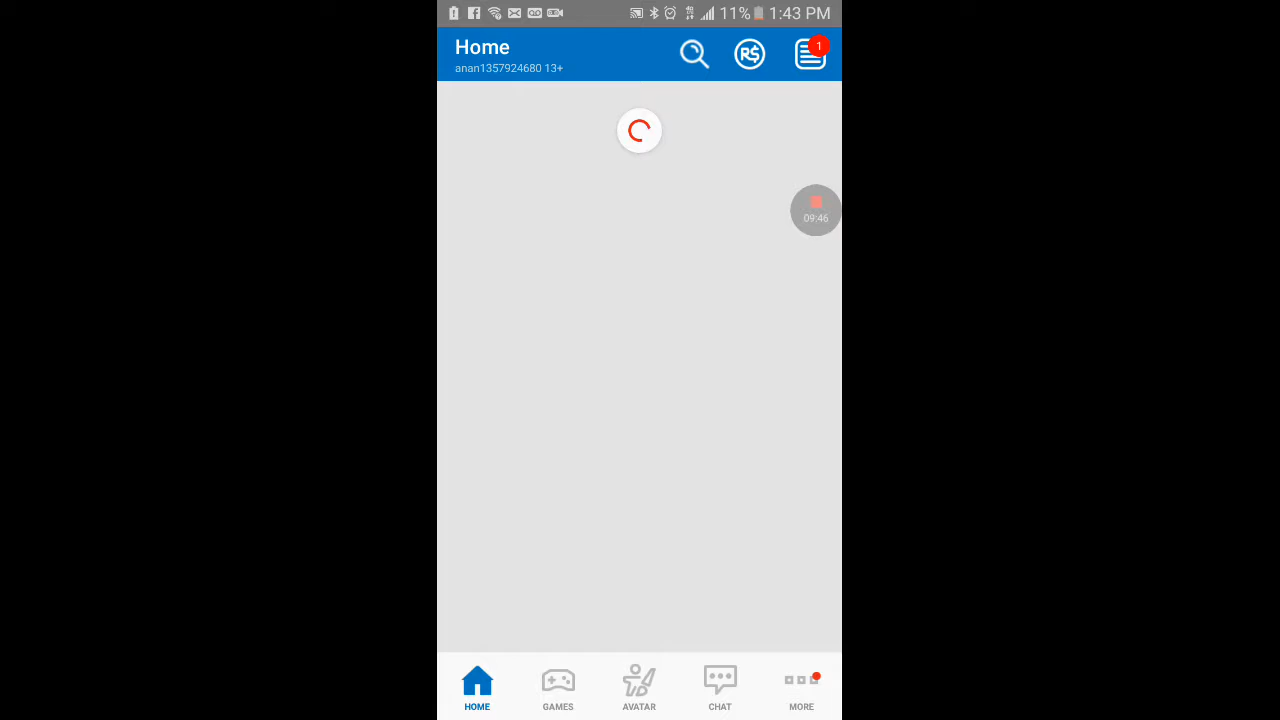 11% 1:43 PM
Home
anan1357924680 13+
R$
1
09:46
HOME GAMES AVATAR CHAT MORE